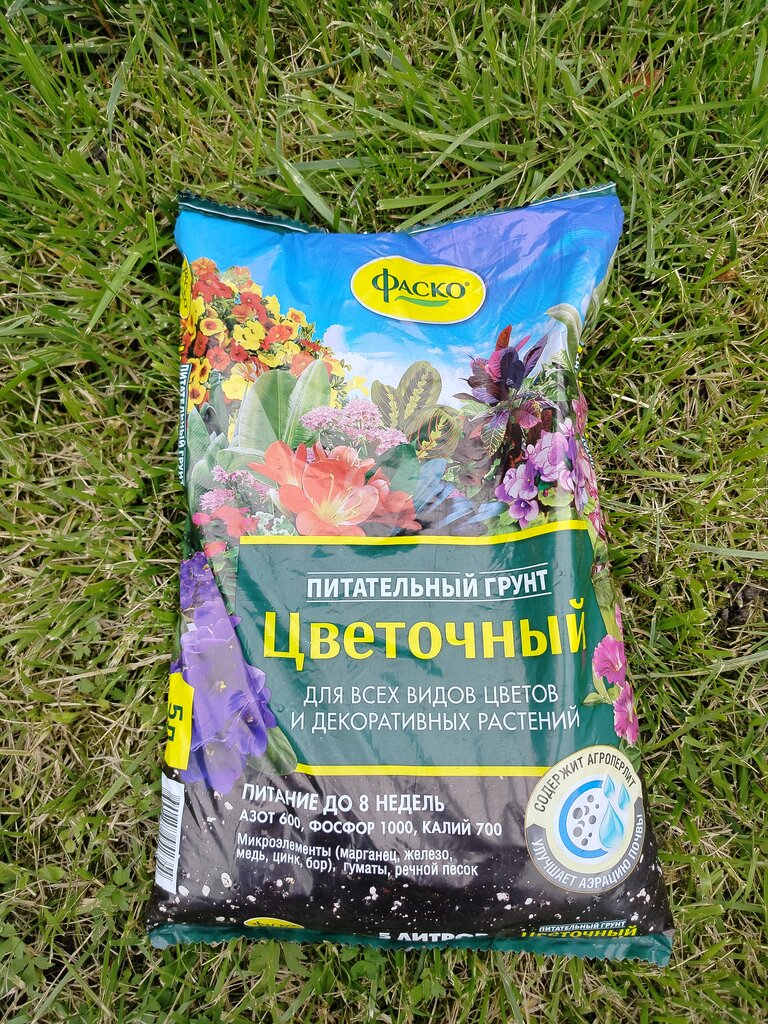 ФАСКО
ПИТАТЕЛЬНЫЙ ГРУНТ
ПИТАТЕЛЬНЫЙ ГРУНТ
Цветочный
ДЛЯ ВСЕХ ВИДОВ ЦВЕТОВ
И ДЕКОРАТИВНЫХ РАСТЕНИЙ
5л
СОДЕРЖИТ АГРОПЕРЛИТ
УЛУЧШАЕТ АЭРАЦИЮ ПОЧВЫ
ПИТАНИЕ ДО 8 НЕДЕЛЬ
АЗОТ 600, ФОСФОР 1000, КАЛИЙ 700
Микроэлементы (марганец, железо,
медь, цинк, бор), гуматы, речной песок
5 ЛИТРОВ
ПИТАТЕЛЬНЫЙ ГРУНТ
Цветочный